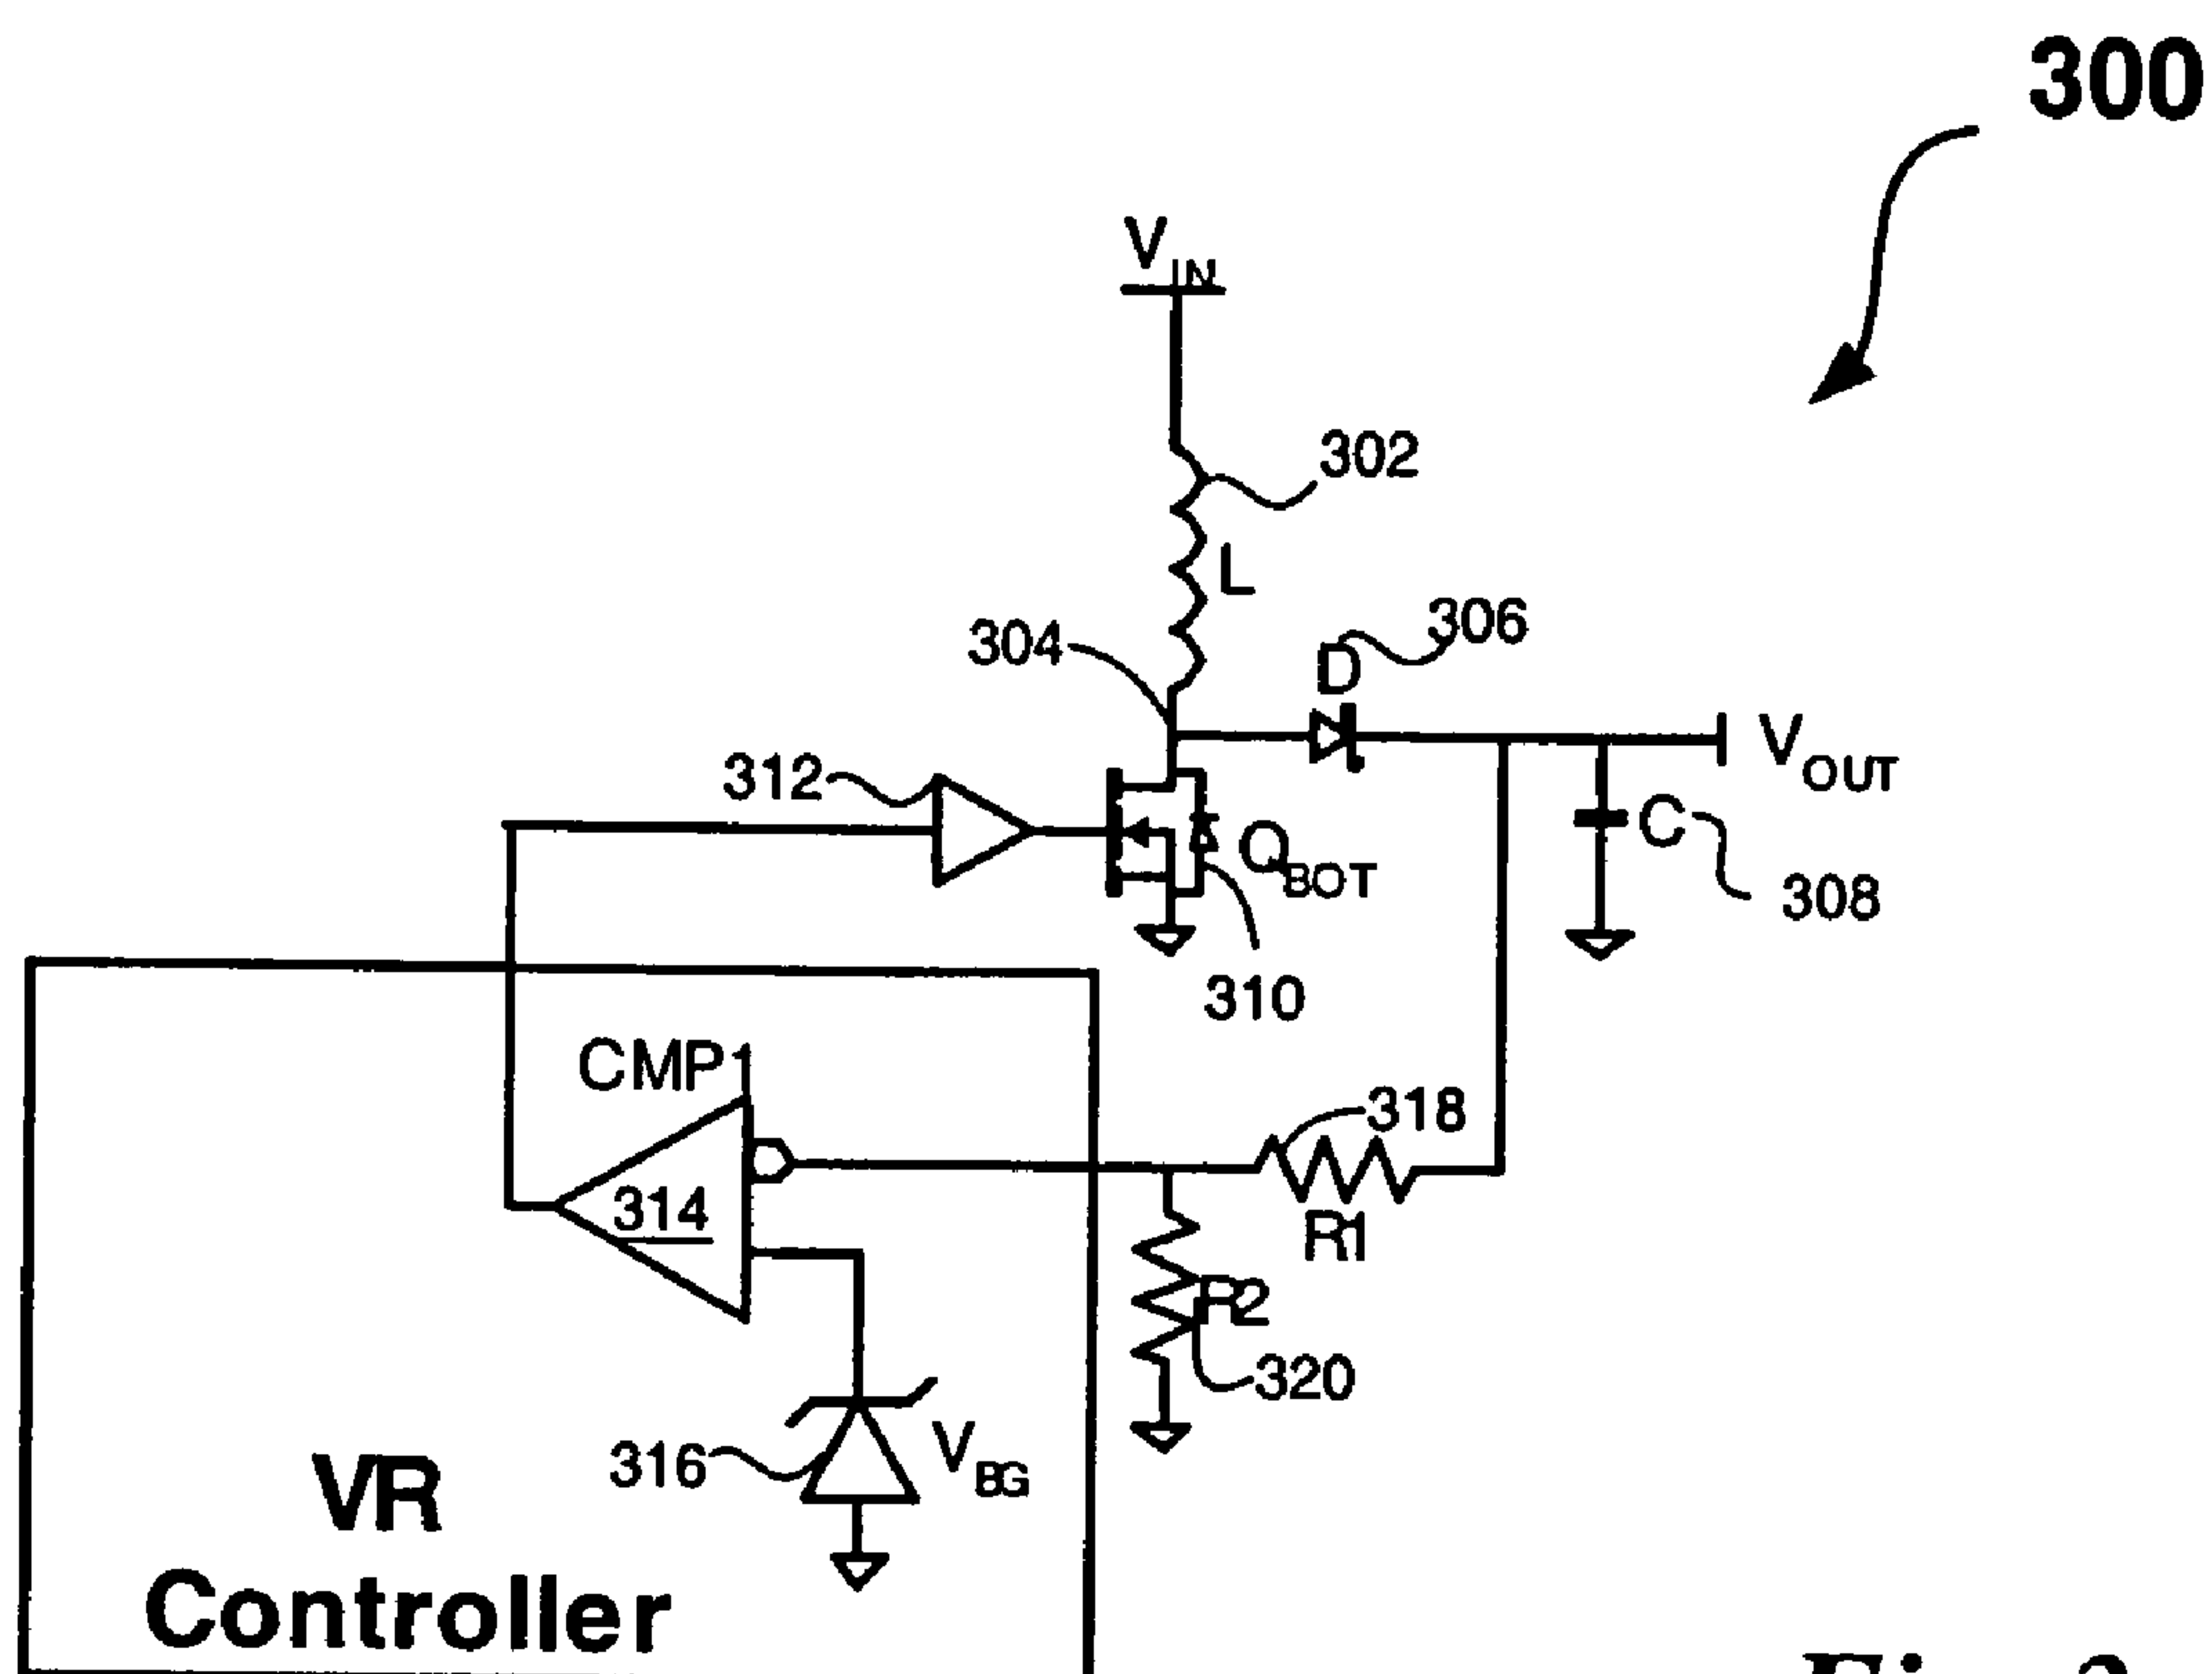 300
VIN
302
L
304
306
D
VOUT
312
C
QBOT
308
310
CMP1
318
314
R1
R2
320
316
VBG
VR
Controller